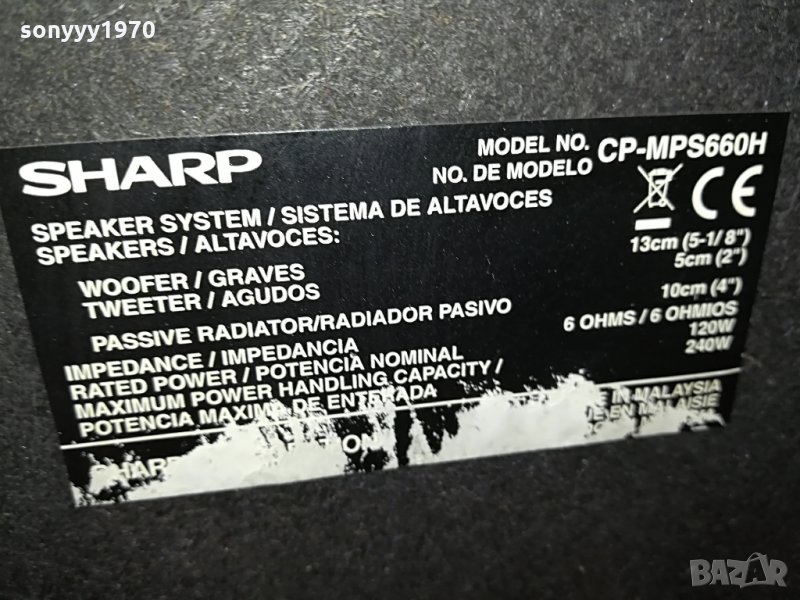 sonyyy1970
SHARP
MODEL NO. CP-MPS660H
NO. DE MODELO
SPEAKER SYSTEM / SISTEMA DE ALTAVOCES
SPEAKERS / ALTAVOCES:
WOOFER / GRAVES 13cm (5-1/8")
TWEETER / AGUDOS 5cm (2")
PASSIVE RADIATOR/RADIADOR PASIVO 10cm (4")
IMPEDANCE / IMPEDANCIA 6 OHMS / 6 OHMIOS
RATED POWER / POTENCIA NOMINAL 120W
MAXIMUM POWER HANDLING CAPACITY / 240W
POTENCIA MAXIMA DE ENTERADA
IN MALAYSIA
EN MALAISIE
SHARP
BAZAR